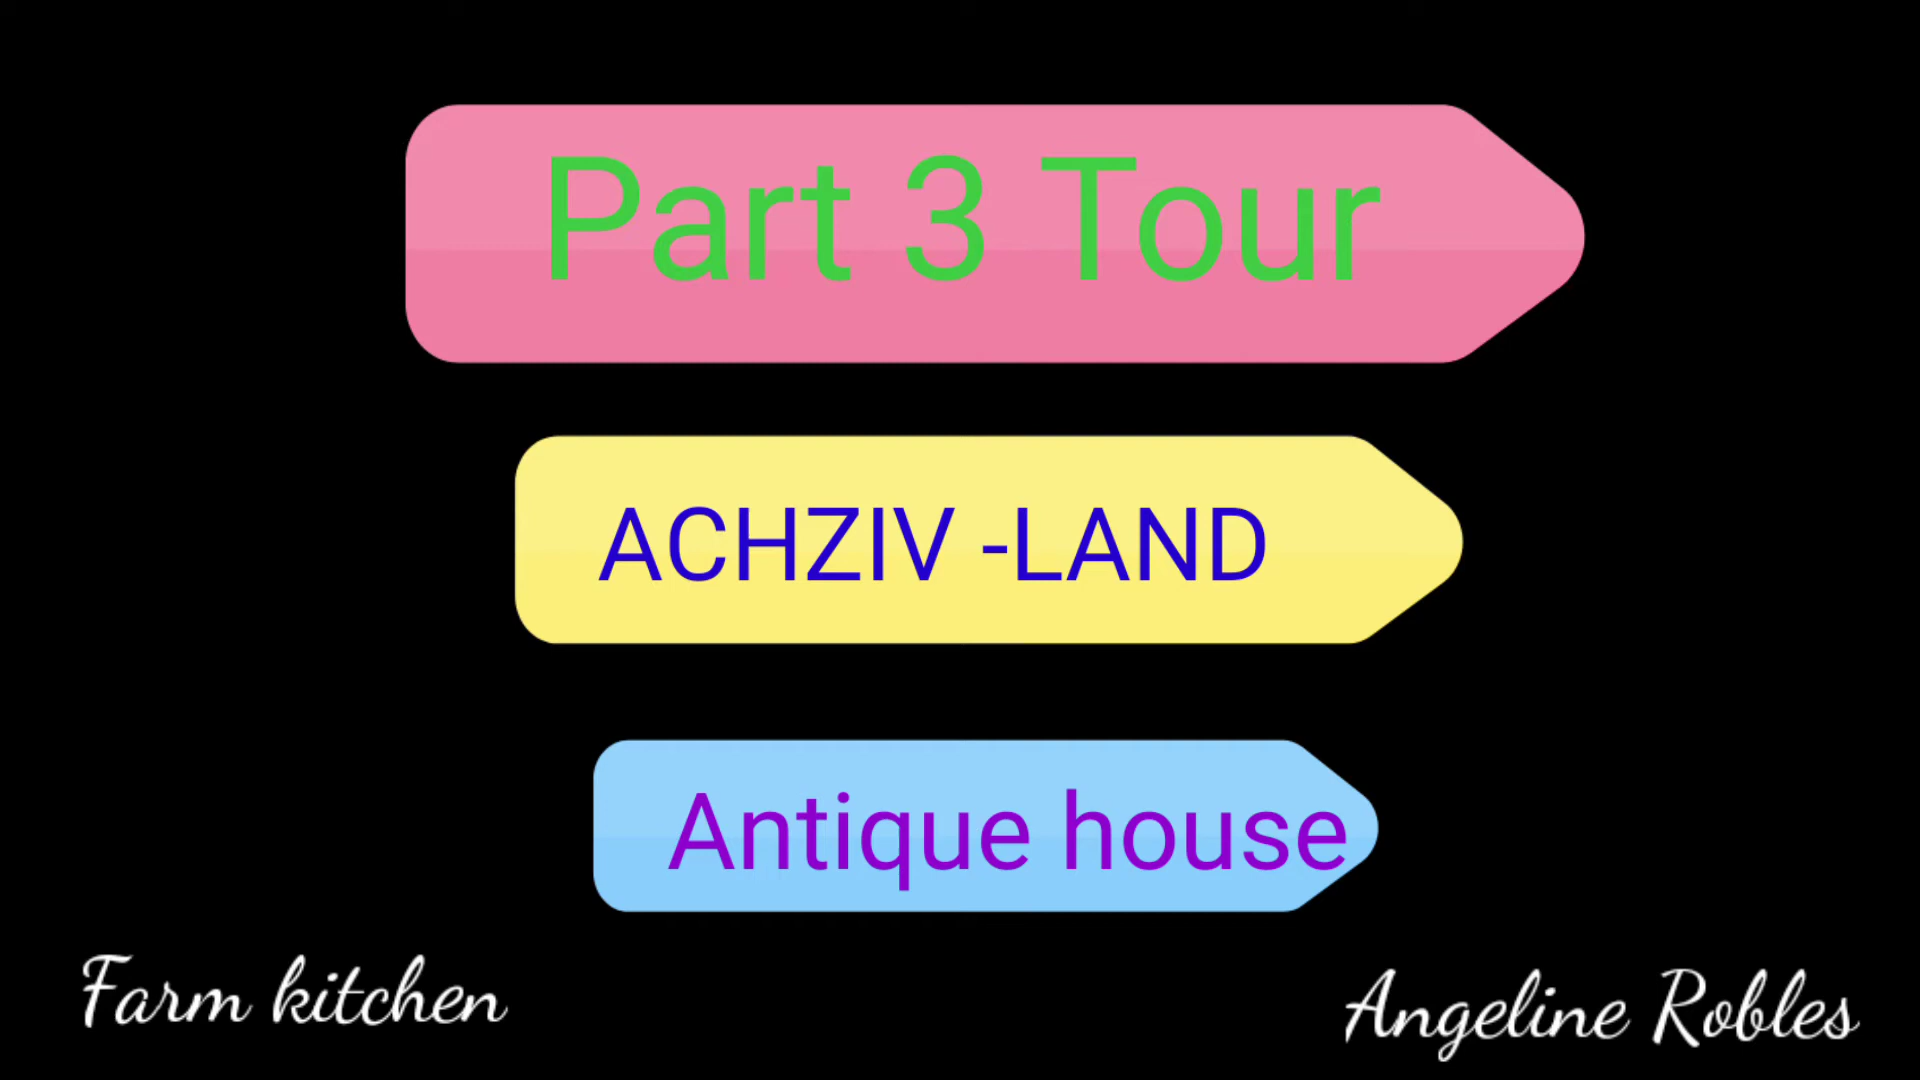 Part 3 Tour
ACHZIV -LAND
Antique house
Farm kitchen
Angeline Robles